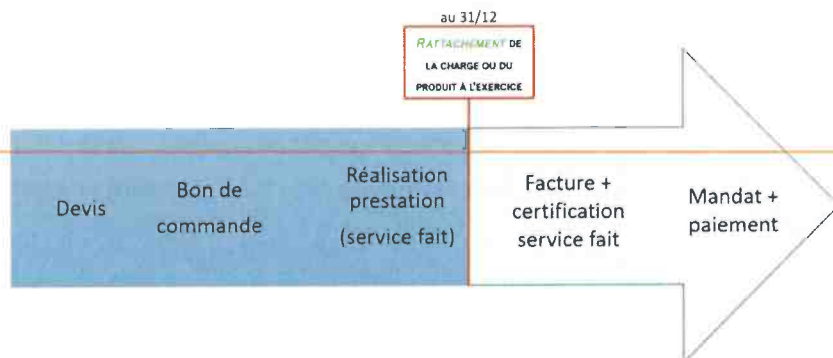 au 31/12
RATTACHEMENT DE
LA CHARGE OU DU
PRODUIT À L'EXERCICE
Devis
Bon de
commande
Réalisation
prestation
(service fait)
Facture +
certification
service fait
Mandat +
paiement